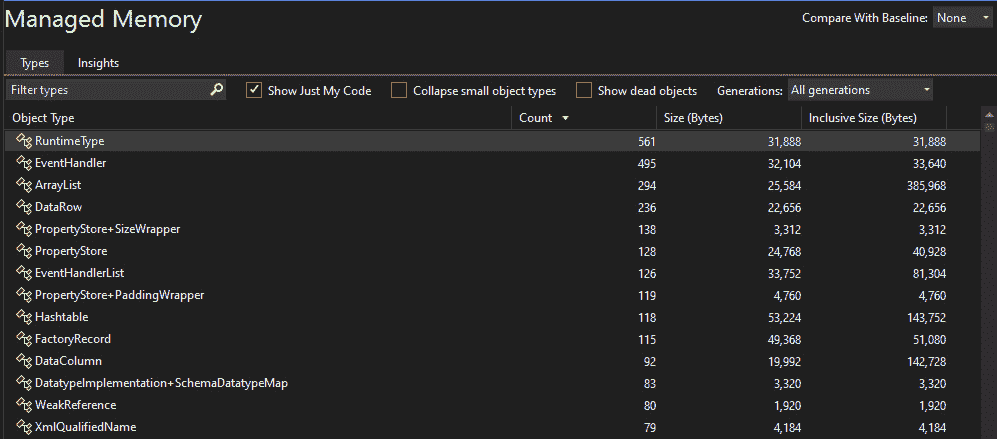 Managed Memory
Compare With Baseline: None
Types Insights
Filter types Show Just My Code Collapse small object types Show dead objects Generations: All generations
Object Type Count Size (Bytes) Inclusive Size (Bytes)
RuntimeType 561 31,888 31,888
EventHandler 495 32,104 33,640
ArrayList 294 25,584 385,968
DataRow 236 22,656 22,656
PropertyStore+SizeWrapper 138 3,312 3,312
PropertyStore 128 24,768 40,928
EventHandlerList 126 33,752 81,304
PropertyStore+PaddingWrapper 119 4,760 4,760
Hashtable 118 53,224 143,752
FactoryRecord 115 49,368 51,080
DataColumn 92 19,992 142,728
DatatypeImplementation+SchemaDatatypeMap 83 3,320 3,320
WeakReference 80 1,920 1,920
XmlQualifiedName 79 4,184 4,184